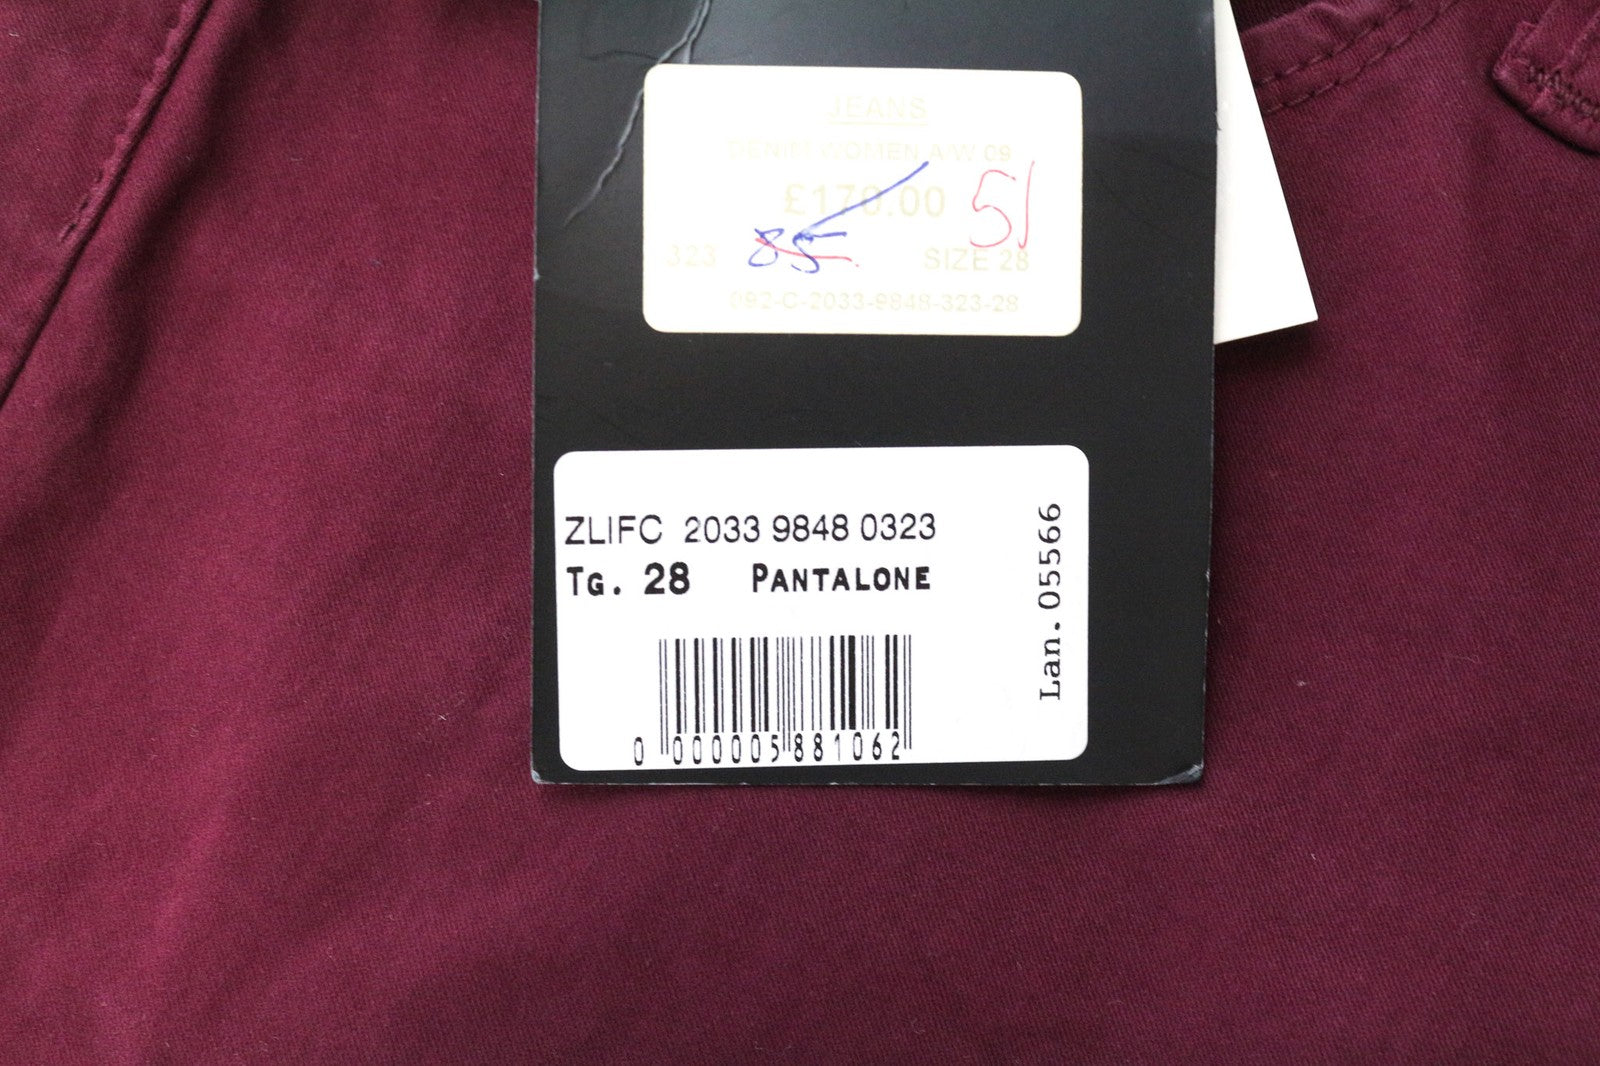 JEANS
DENIM WOMEN A/W 09
£170.00 51
323 85 SIZE 28
092-C-2033-9848-323-28
ZLIFC 2033 9848 0323
TG. 28 PANTALONE
Lan. 05566
0 000005 881062